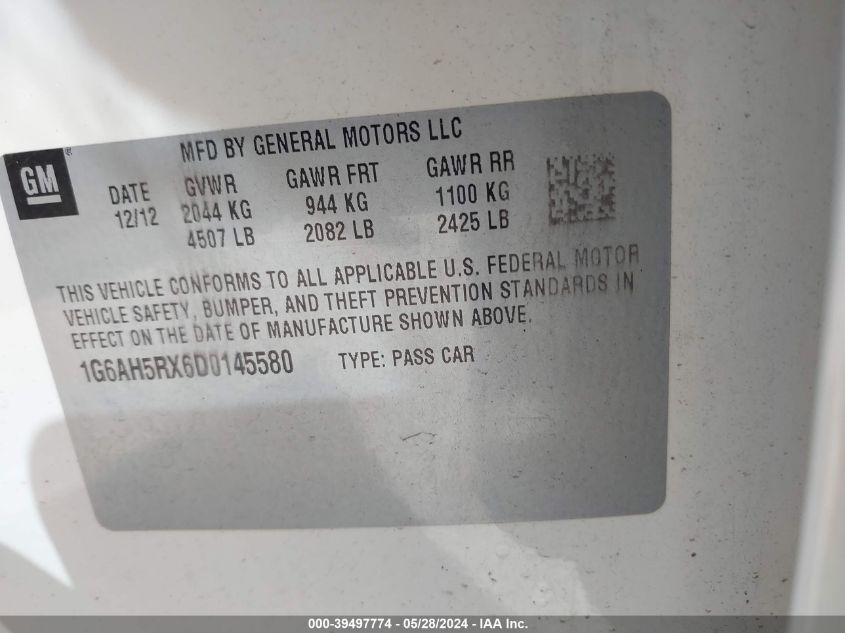 MFD BY GENERAL MOTORS LLC
GM®
DATE GVWR GAWR FRT GAWR RR
12/12 2044 KG 944 KG 1100 KG
4507 LB 2082 LB 2425 LB
THIS VEHICLE CONFORMS TO ALL APPLICABLE U.S. FEDERAL MOTOR
VEHICLE SAFETY, BUMPER, AND THEFT PREVENTION STANDARDS IN
EFFECT ON THE DATE OF MANUFACTURE SHOWN ABOVE.
1G6AH5RX6D0145580 TYPE: PASS CAR
000-39497774 - 05/28/2024 - IAA Inc.